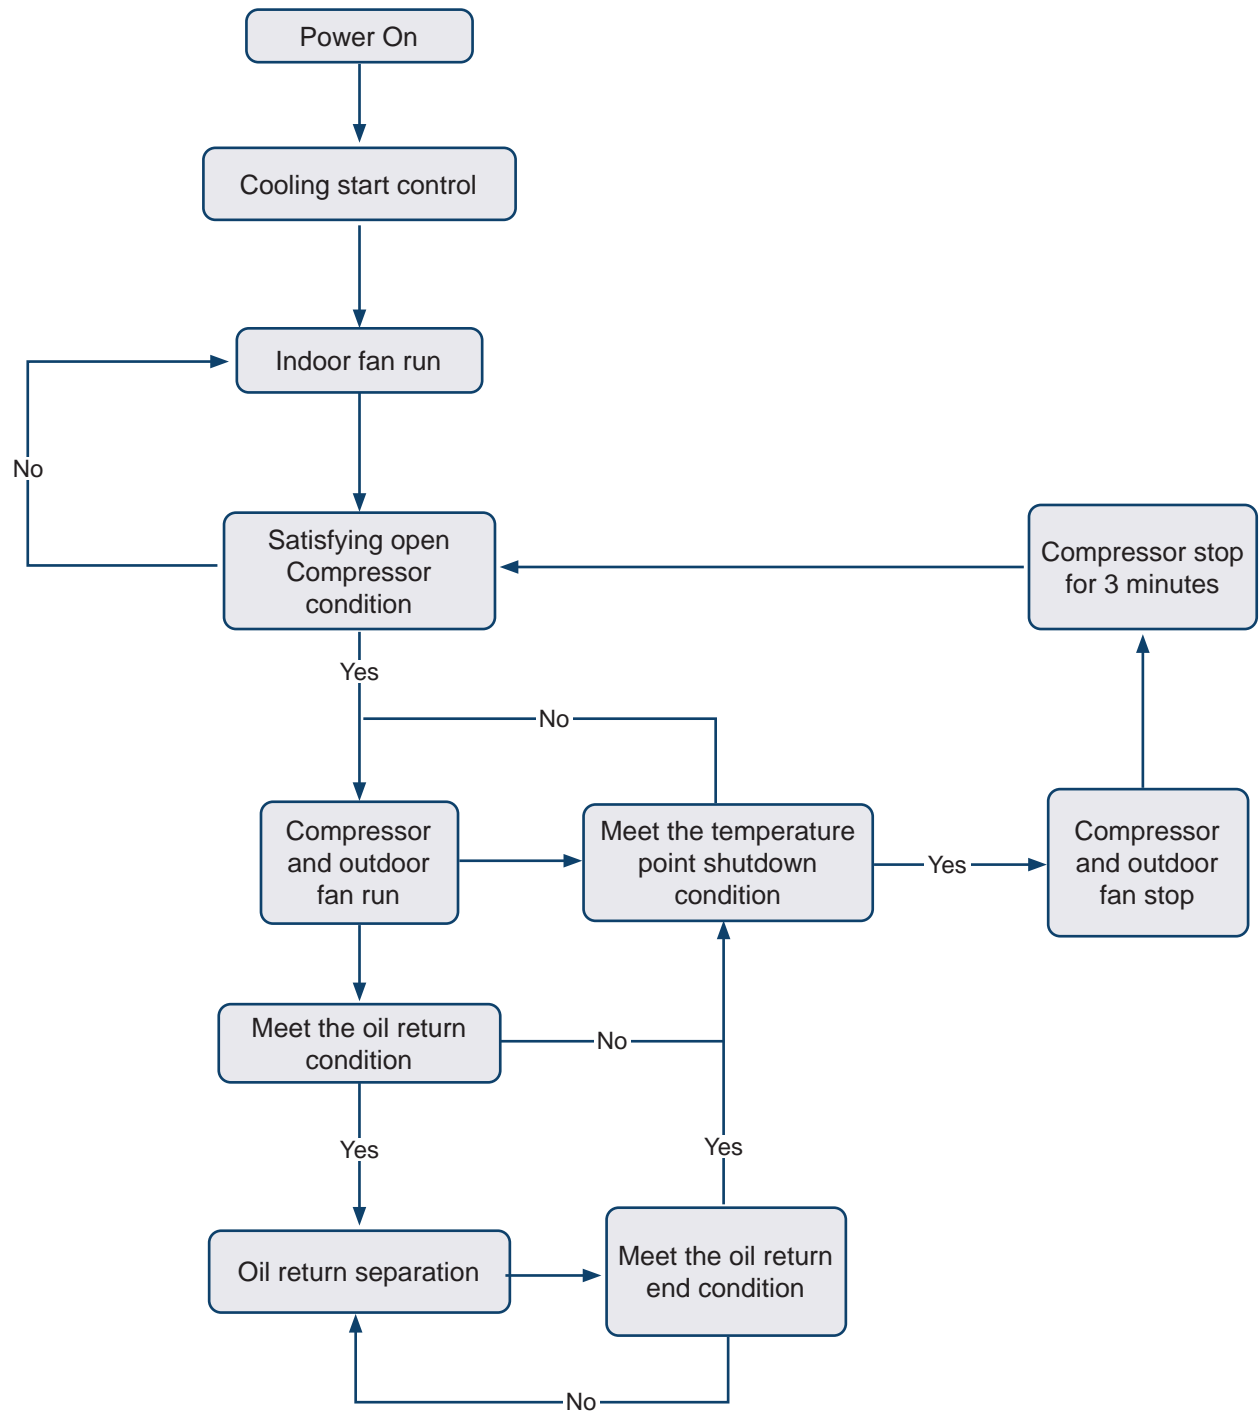 Power On
Cooling start control
Indoor fan run
No
Satisfying open
Compressor
condition
Compressor stop
for 3 minutes
Yes
No
Compressor
and outdoor
fan run
Meet the temperature
point shutdown
condition
Yes
Compressor
and outdoor
fan stop
Meet the oil return
condition
No
Yes
Yes
Oil return separation
Meet the oil return
end condition
No